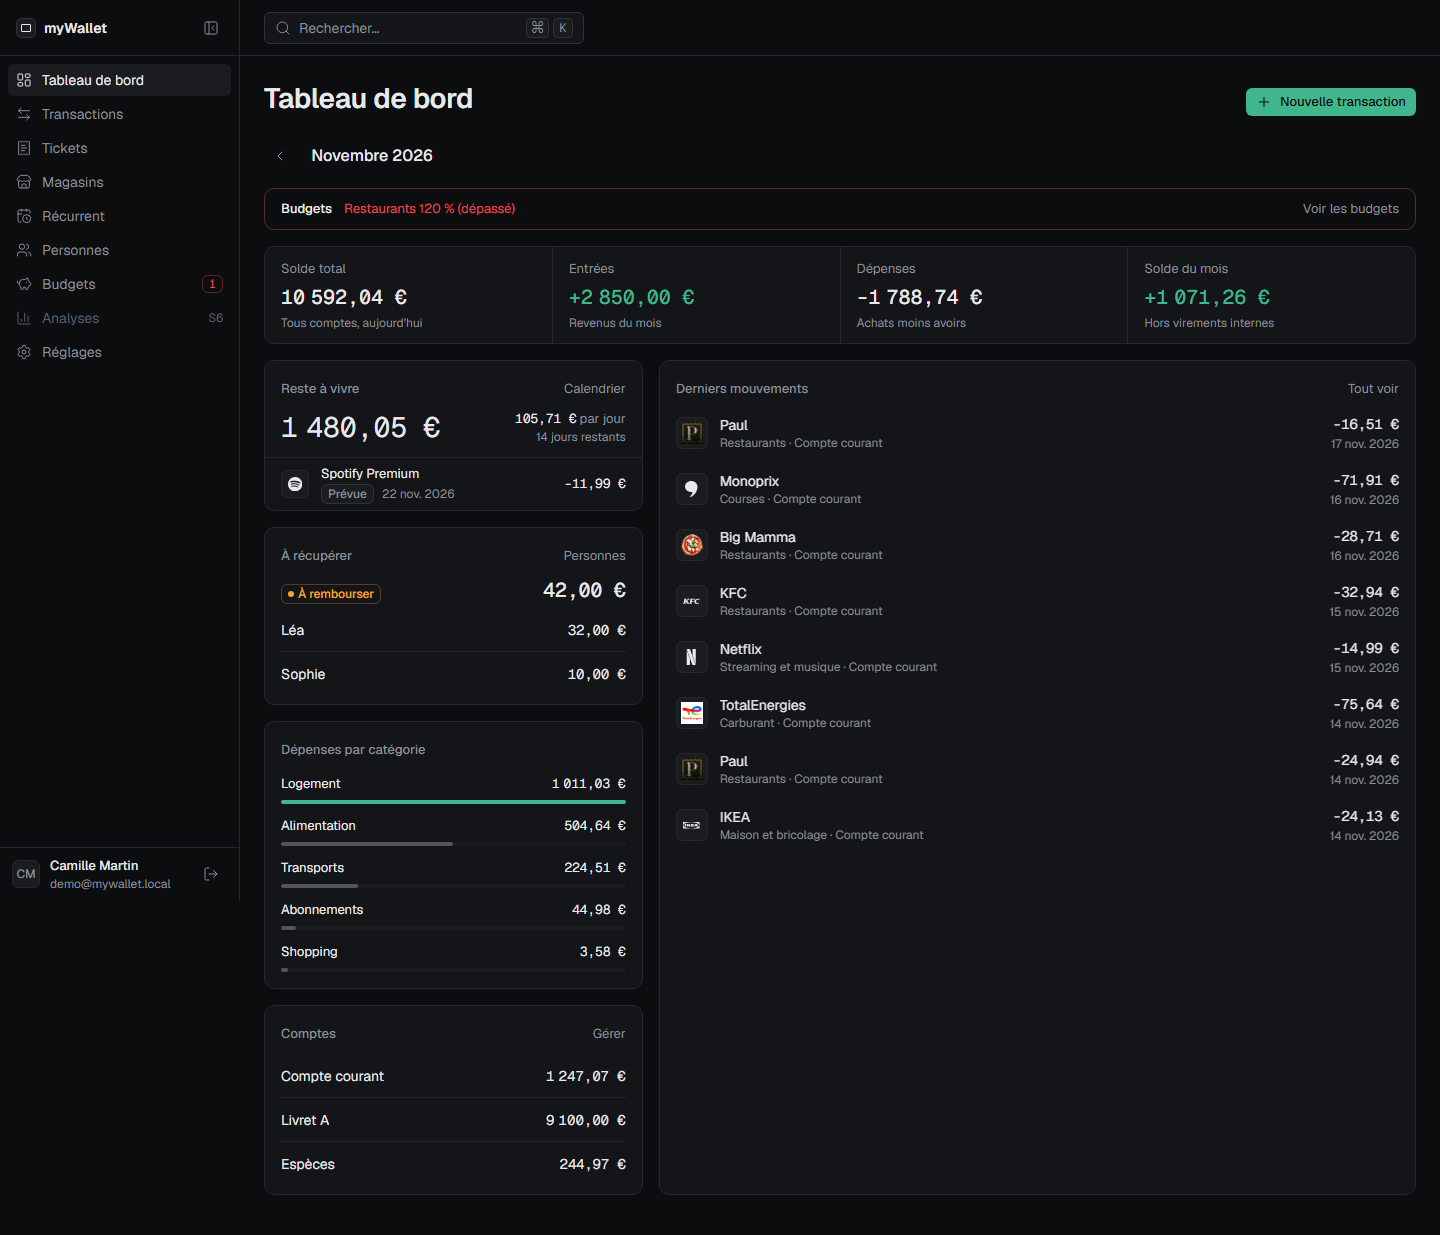 myWallet
Rechercher…
⌘ K
Tableau de bord
Transactions
Tickets
Magasins
Récurrent
Personnes
Budgets 1
Analyses S6
Réglages
Camille Martin
CM
demo@mywallet.local
Tableau de bord
Nouvelle transaction
Novembre 2026
Budgets Restaurants 120 % (dépassé) Voir les budgets
Solde total
10 592,04 €
Tous comptes, aujourd'hui
Entrées
+2 850,00 €
Revenus du mois
Dépenses
-1 788,74 €
Achats moins avoirs
Solde du mois
+1 071,26 €
Hors virements internes
Reste à vivre Calendrier
1 480,05 €
105,71 € par jour
14 jours restants
Spotify Premium
Prévue 22 nov. 2026
-11,99 €
À récupérer Personnes
À rembourser 42,00 €
Léa 32,00 €
Sophie 10,00 €
Dépenses par catégorie
Logement 1 011,03 €
Alimentation 504,64 €
Transports 224,51 €
Abonnements 44,98 €
Shopping 3,58 €
Comptes Gérer
Compte courant 1 247,07 €
Livret A 9 100,00 €
Espèces 244,97 €
Derniers mouvements Tout voir
P
Paul -16,51 €
Restaurants · Compte courant 17 nov. 2026
Monoprix -71,91 €
Courses · Compte courant 16 nov. 2026
Big Mamma -28,71 €
Restaurants · Compte courant 16 nov. 2026
KFC
KFC -32,94 €
Restaurants · Compte courant 15 nov. 2026
N
Netflix -14,99 €
Streaming et musique · Compte courant 15 nov. 2026
TotalEnergies
TotalEnergies -75,64 €
Carburant · Compte courant 14 nov. 2026
P
Paul -24,94 €
Restaurants · Compte courant 14 nov. 2026
IKEA
IKEA -24,13 €
Maison et bricolage · Compte courant 14 nov. 2026